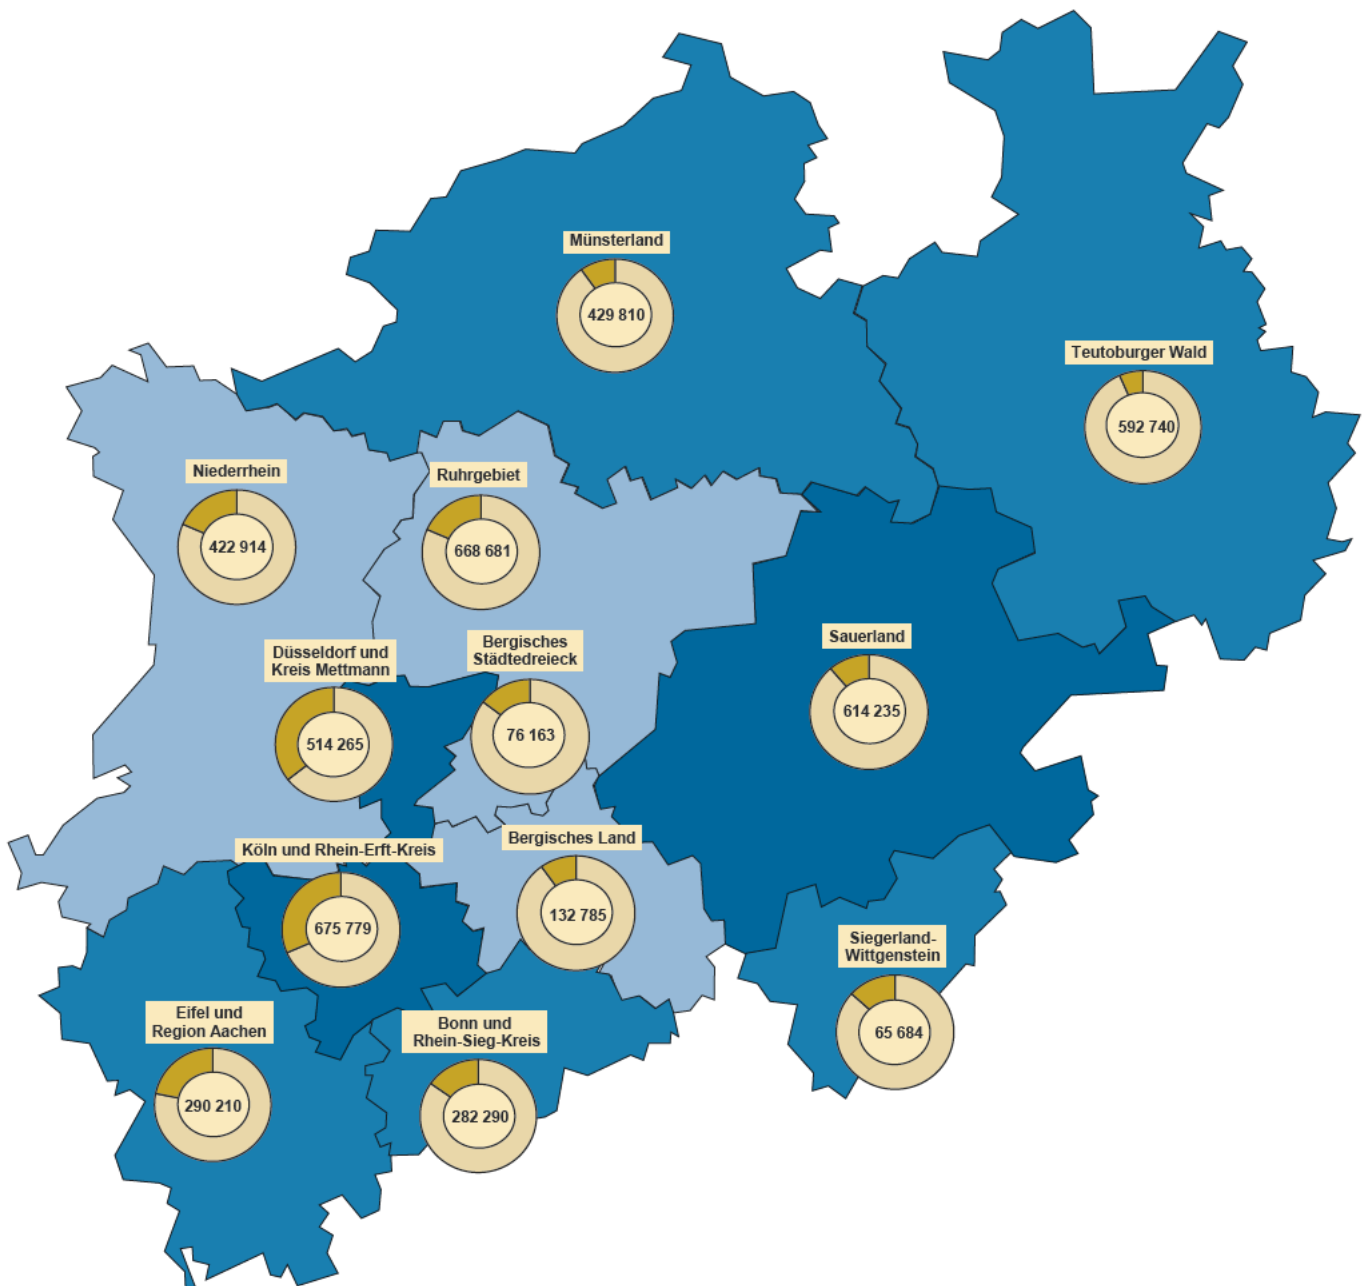 Münsterland
429 810
Teutoburger Wald
592 740
Niederrhein
422 914
Ruhrgebiet
668 681
Düsseldorf und
Kreis Mettmann
514 265
Bergisches
Städtedreieck
76 163
Sauerland
614 235
Köln und Rhein-Erft-Kreis
675 779
Bergisches Land
132 785
Siegerland-
Wittgenstein
65 684
Eifel und
Region Aachen
290 210
Bonn und
Rhein-Sieg-Kreis
282 290